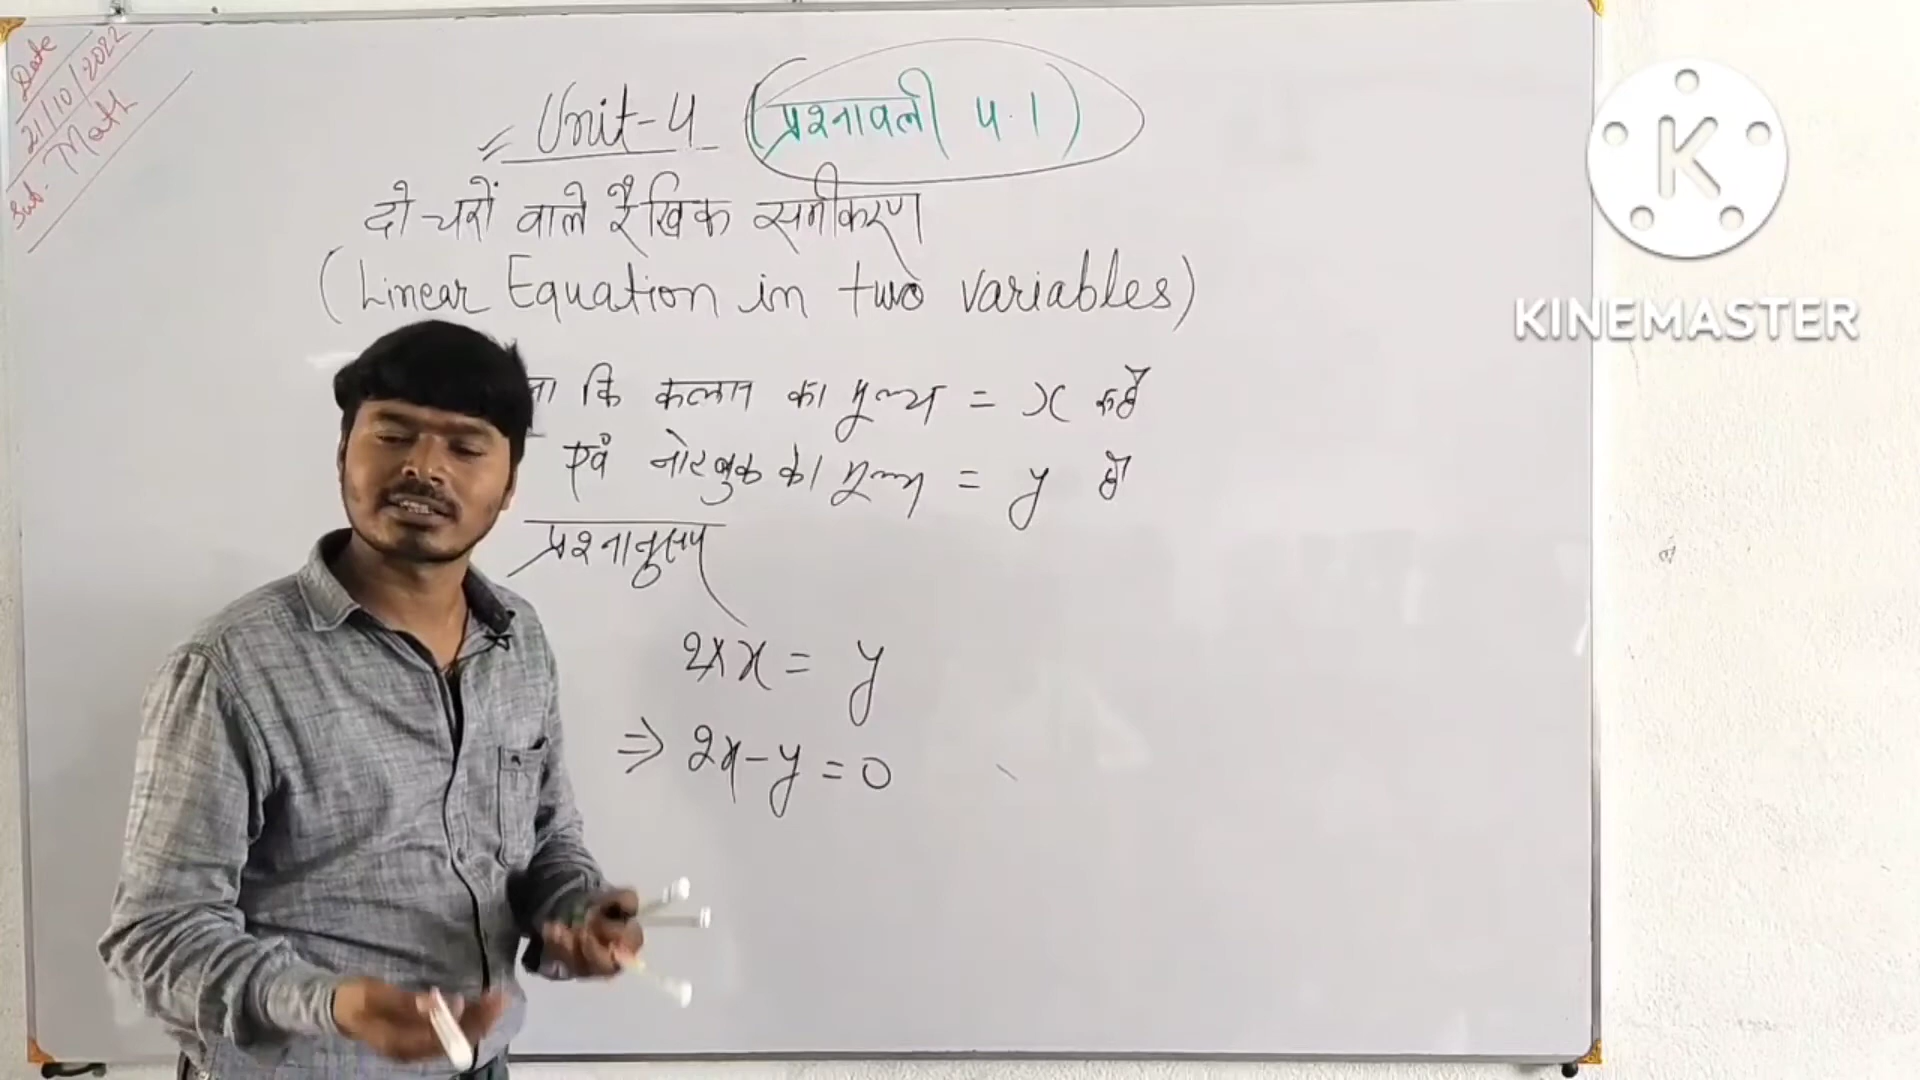 Date
21/10/2022
Sub- Math
Unit-4 (प्रश्नावली 4.1)
दो चरों वाले रैखिक समीकरण
(Linear Equation in two variables)
कि कलम का मूल्य = x
एवं नोटबुक का मूल्य = y है
प्रश्नानुसार
2×x = y
⇒ 2x-y=0
K
KINEMASTER